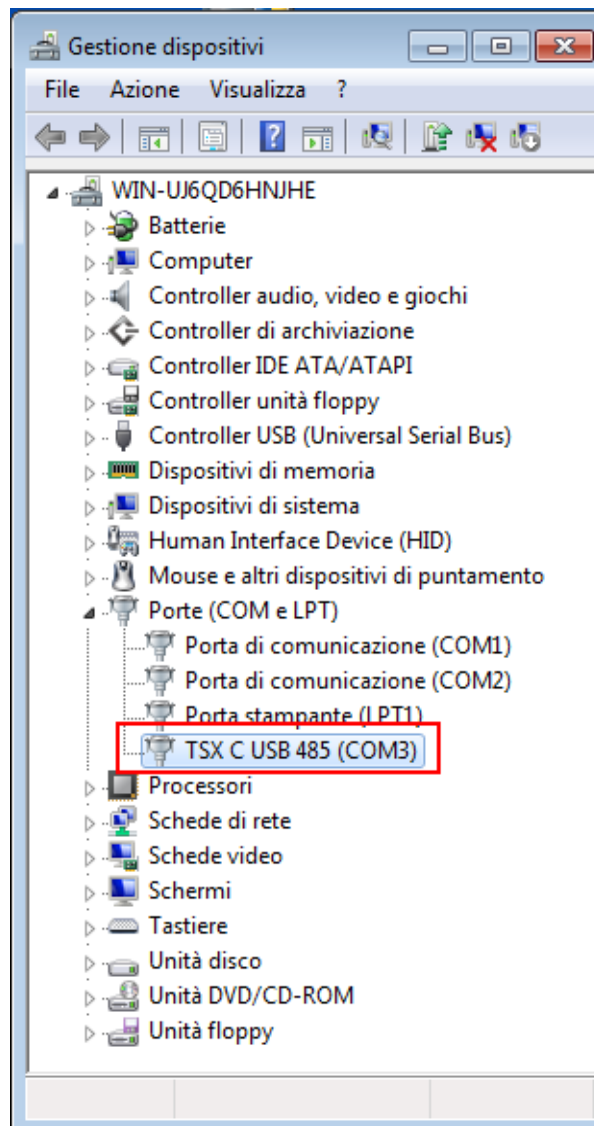 Gestione dispositivi
File Azione Visualizza ?
WIN-UJ6QD6HNJHE
Batterie
Computer
Controller audio, video e giochi
Controller di archiviazione
Controller IDE ATA/ATAPI
Controller unità floppy
Controller USB (Universal Serial Bus)
Dispositivi di memoria
Dispositivi di sistema
Human Interface Device (HID)
Mouse e altri dispositivi di puntamento
Porte (COM e LPT)
Porta di comunicazione (COM1)
Porta di comunicazione (COM2)
Porta stampante (LPT1)
TSX C USB 485 (COM3)
Processori
Schede di rete
Schede video
Schermi
Tastiere
Unità disco
Unità DVD/CD-ROM
Unità floppy